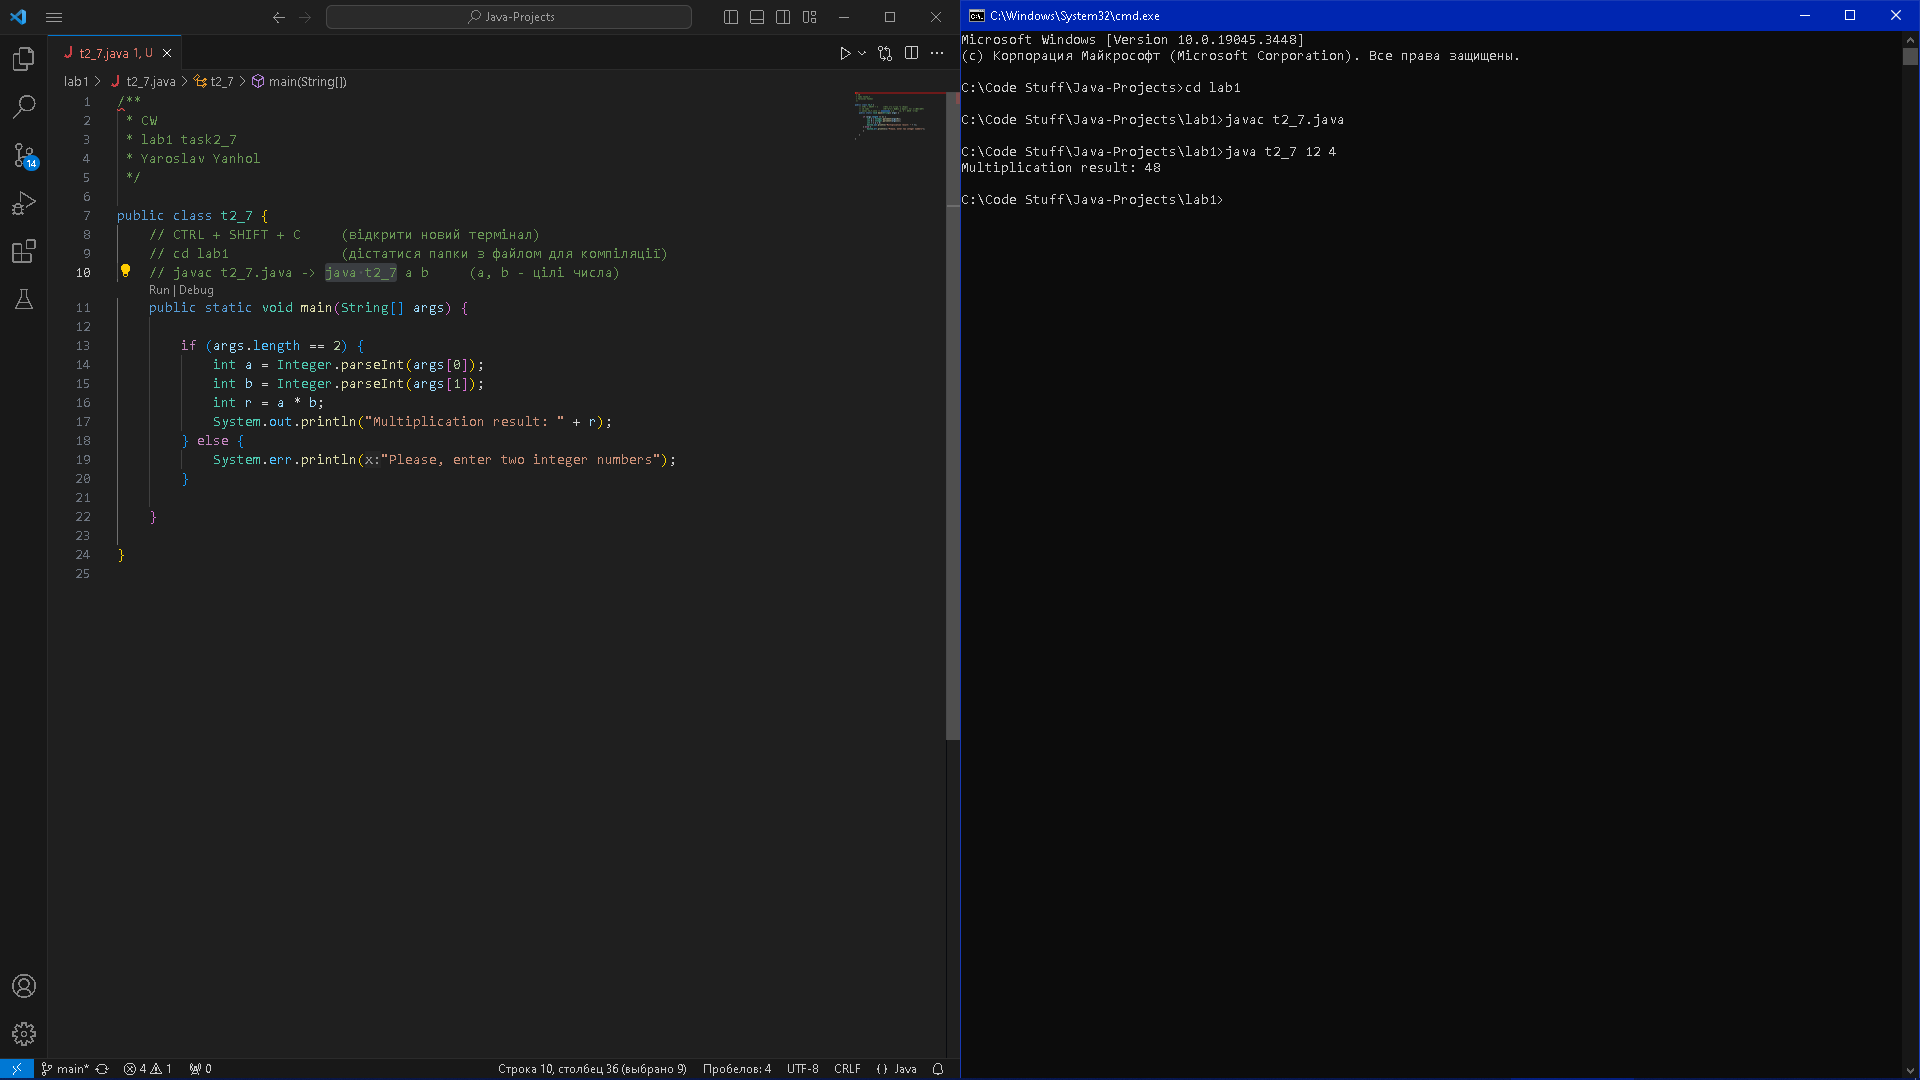 Java-Projects
t2_7.java 1, U
lab1 > t2_7.java > t2_7 > main(String[])
1 /**
2 * CW
3 * lab1 task2_7
4 * Yaroslav Yanhol
5 */
6
7 public class t2_7 {
8 // CTRL + SHIFT + C (відкрити новий термінал)
9 // cd lab1 (дістатися папки з файлом для компіляції)
10 // javac t2_7.java -> java t2_7 a b (a, b - цілі числа)
Run | Debug
11 public static void main(String[] args) {
12
13 if (args.length == 2) {
14 int a = Integer.parseInt(args[0]);
15 int b = Integer.parseInt(args[1]);
16 int r = a * b;
17 System.out.println("Multiplication result: " + r);
18 } else {
19 System.err.println(x:"Please, enter two integer numbers");
20 }
21
22 }
23
24 }
25
14
main* 4 1 0 Строка 10, столбец 36 (выбрано 9) Пробелов: 4 UTF-8 CRLF {} Java
C:\Windows\System32\cmd.exe
Microsoft Windows [Version 10.0.19045.3448]
(c) Корпорация Майкрософт (Microsoft Corporation). Все права защищены.
C:\Code Stuff\Java-Projects>cd lab1
C:\Code Stuff\Java-Projects\lab1>javac t2_7.java
C:\Code Stuff\Java-Projects\lab1>java t2_7 12 4
Multiplication result: 48
C:\Code Stuff\Java-Projects\lab1>